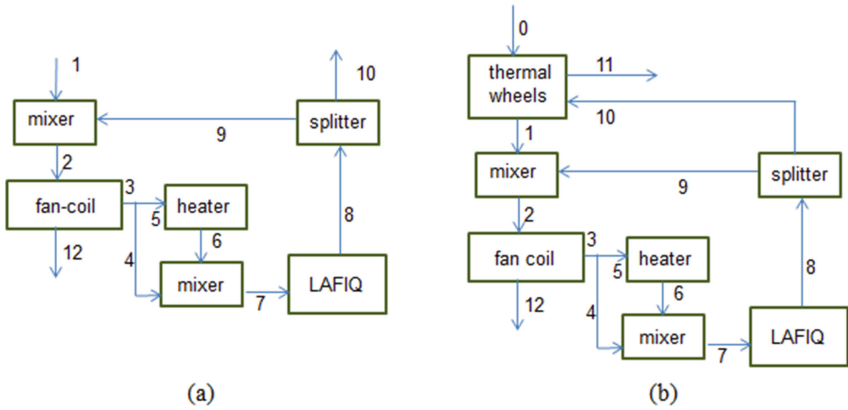 1
10
mixer
9
splitter
2
fan-coil
3
5
heater
12
4
6
mixer
7
LAFIQ
8
(a)
0
thermal
wheels
11
10
1
mixer
9
splitter
2
fan coil
3
5
heater
12
4
6
mixer
7
LAFIQ
8
(b)